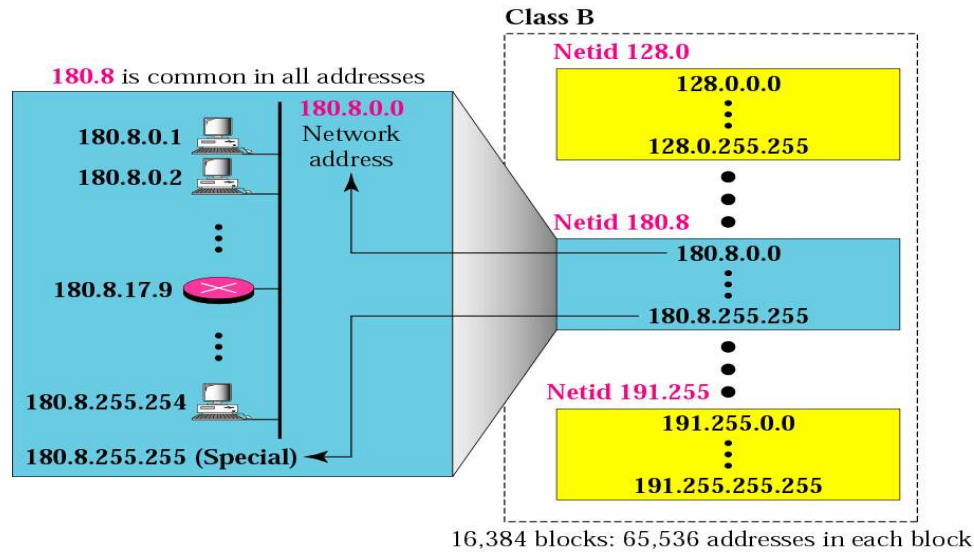 Class B
180.8 is common in all addresses
180.8.0.0
Network
address
180.8.0.1
180.8.0.2
180.8.17.9
180.8.255.254
180.8.255.255 (Special)
Netid 128.0
128.0.0.0
128.0.255.255
Netid 180.8
180.8.0.0
180.8.255.255
Netid 191.255
191.255.0.0
191.255.255.255
16,384 blocks: 65,536 addresses in each block